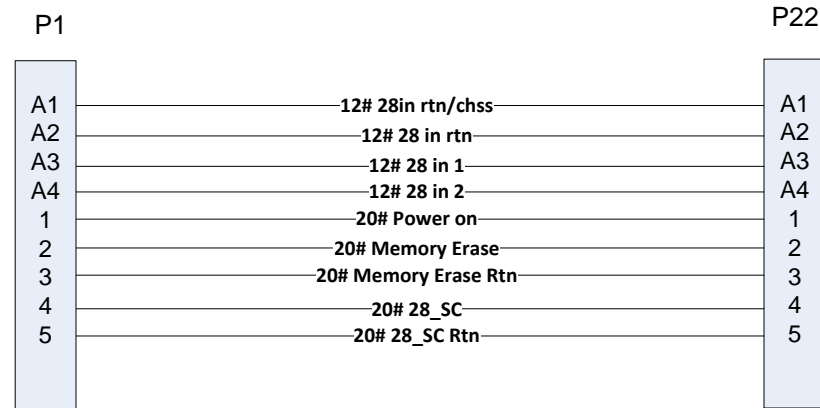 P1 P22
A1 12# 28in rtn/chss A1
A2 12# 28 in rtn A2
A3 12# 28 in 1 A3
A4 12# 28 in 2 A4
1 20# Power on 1
2 20# Memory Erase 2
3 20# Memory Erase Rtn 3
4 20# 28_SC 4
5 20# 28_SC Rtn 5